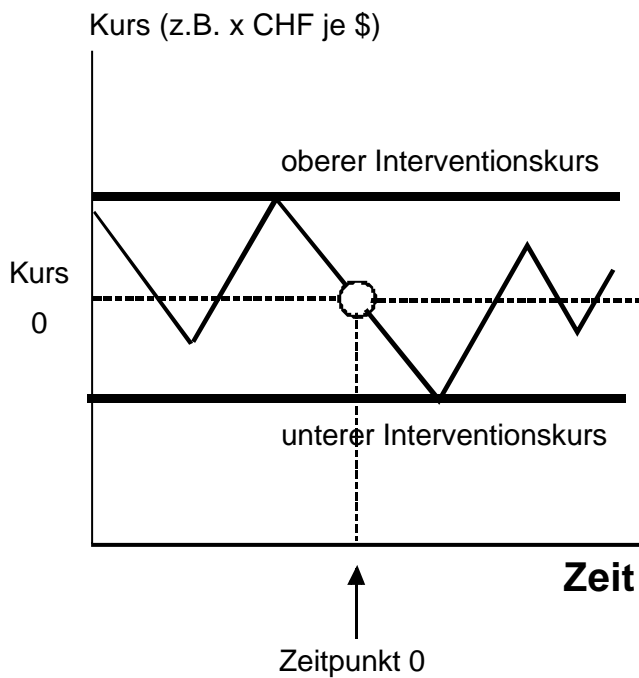 Kurs (z.B. x CHF je $)
oberer Interventionskurs
Kurs
0
unterer Interventionskurs
Zeit
Zeitpunkt 0